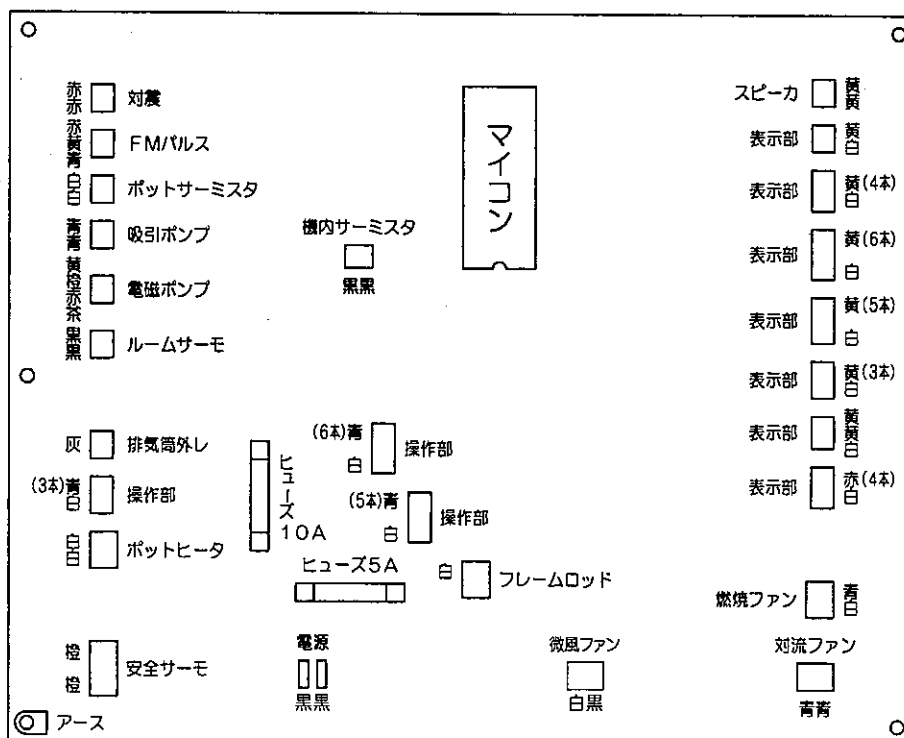 赤赤 対震
赤黄青 FMパルス
白白 ポットサーミスタ
青青 吸引ポンプ
黄橙赤茶 電磁ポンプ
黒黒 ルームサーモ
灰 排気筒外し
(3本)青白 操作部
白白 ポットヒータ
橙橙 安全サーモ
アース
機内サーミスタ
黒黒
マイコン
(6本)青白 操作部
ヒューズ10A
(5本)青白 操作部
ヒューズ5A
白 フレームロッド
電源
黒黒
微風ファン
白黒
スピーカ 黄黄
表示部 黄白
表示部 黄(4本)白
表示部 黄(6本)白
表示部 黄(5本)白
表示部 黄(3本)白
表示部 黄黄白
表示部 赤(4本)白
燃焼ファン 青白
対流ファン
青青